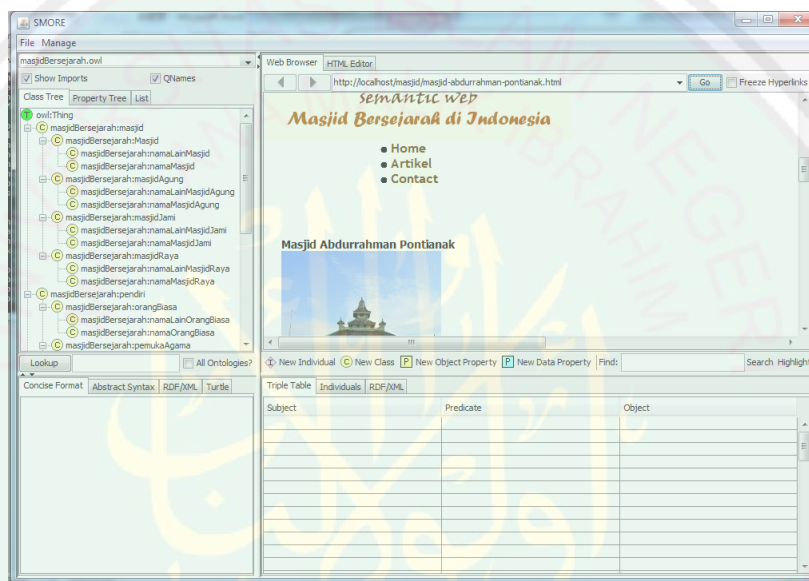 SMORE
File Manage
masjidBersejarah.owl
Show Imports QNames
Class Tree Property Tree List
owl:Thing
masjidBersejarah:masjid
masjidBersejarah:Masjid
masjidBersejarah:namaLainMasjid
masjidBersejarah:namaMasjid
masjidBersejarah:masjidAgung
masjidBersejarah:namaLainMasjidAgung
masjidBersejarah:namaMasjidAgung
masjidBersejarah:masjidJami
masjidBersejarah:namaLainMasjidJami
masjidBersejarah:namaMasjidJami
masjidBersejarah:masjidRaya
masjidBersejarah:namaLainMasjidRaya
masjidBersejarah:namaMasjidRaya
masjidBersejarah:pendiri
masjidBersejarah:orangBiasa
masjidBersejarah:namaLainOrangBiasa
masjidBersejarah:namaOrangBiasa
masjidBersejarah:pemukaAgama
Lookup All Ontologies?
Web Browser HTML Editor
http://localhost/masjid/masjid-abdurrahman-pontianak.html Go Freeze Hyperlinks
semantic web
Masjid Bersejarah di Indonesia
Home
Artikel
Contact
Masjid Abdurrahman Pontianak
I New Individual C New Class P New Object Property P New Data Property Find: Search Highlight
Concise Format Abstract Syntax RDF/XML Turtle
Triple Table Individuals RDF/XML
Subject Predicate Object